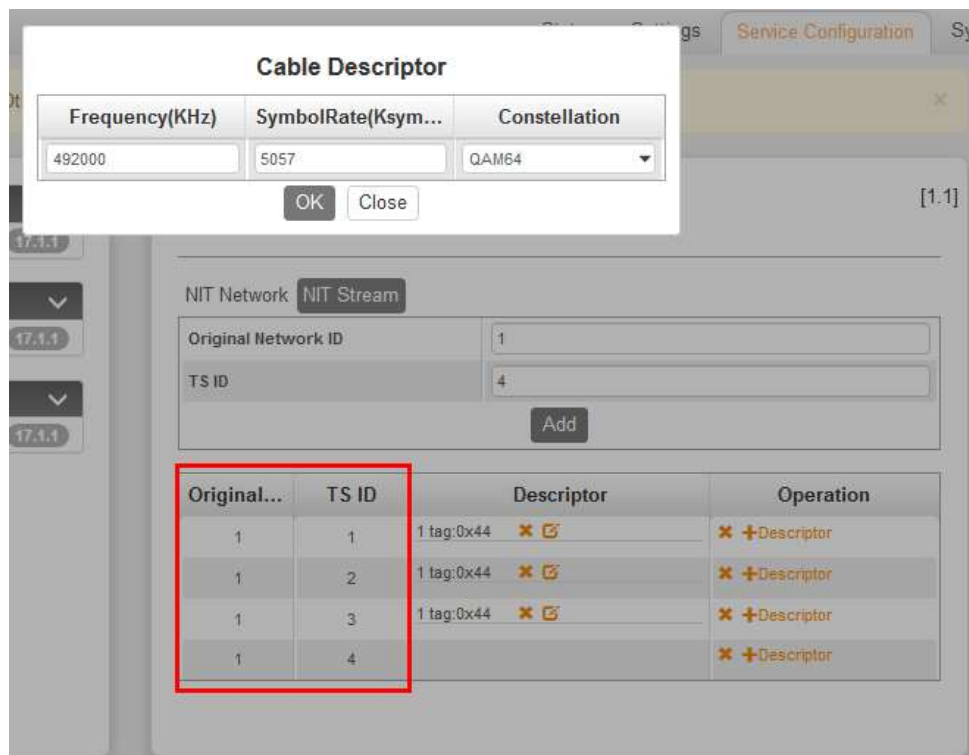 Service Configuration
Sy
Cable Descriptor
Frequency(KHz) SymbolRate(Ksym... Constellation
492000 5057 QAM64
OK Close
[1.1]
17.1.1
NIT Network NIT Stream
17.1.1
Original Network ID 1
TS ID 4
17.1.1
Add
Original... TS ID Descriptor Operation
1 1 1 tag:0x44 Descriptor
1 2 1 tag:0x44 Descriptor
1 3 1 tag:0x44 Descriptor
1 4 Descriptor